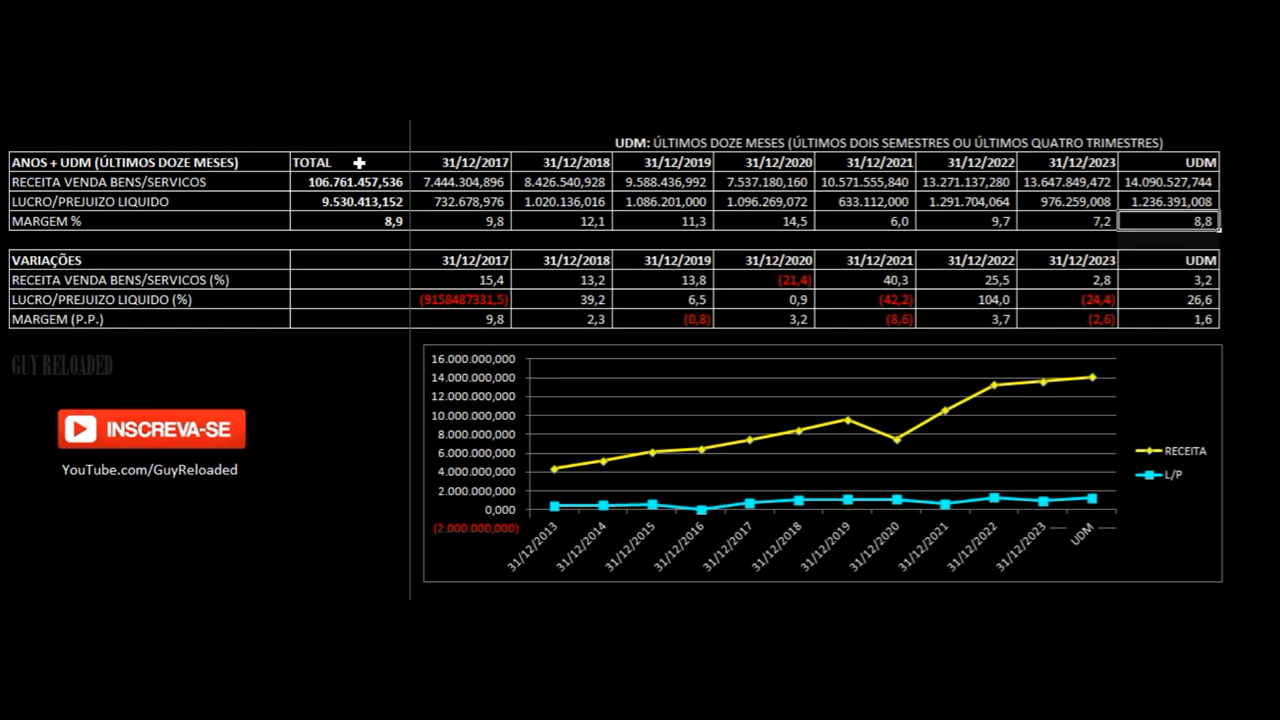 UDM: ÚLTIMOS DOZE MESES (ÚLTIMOS DOIS SEMESTRES OU ÚLTIMOS QUATRO TRIMESTRES)
ANOS + UDM (ÚLTIMOS DOZE MESES) TOTAL 31/12/2017 31/12/2018 31/12/2019 31/12/2020 31/12/2021 31/12/2022 31/12/2023 UDM
RECEITA VENDA BENS/SERVICOS 106.761.457,536 7.444.304,896 8.426.540,928 9.588.436,992 7.537.180,160 10.571.555,840 13.271.137,280 13.647.849,472 14.090.527,744
LUCRO/PREJUIZO LIQUIDO 9.530.413,152 732.678,976 1.020.136,016 1.086.201,000 1.096.269,072 633.112,000 1.291.704,064 976.259,008 1.236.391,008
MARGEM % 8,9 9,8 12,1 11,3 14,5 6,0 9,7 7,2 8,8
VARIAÇÕES 31/12/2017 31/12/2018 31/12/2019 31/12/2020 31/12/2021 31/12/2022 31/12/2023 UDM
RECEITA VENDA BENS/SERVICOS (%) 15,4 13,2 13,8 (21,4) 40,3 25,5 2,8 3,2
LUCRO/PREJUIZO LIQUIDO (%) (9158487331,5) 39,2 6,5 0,9 (42,2) 104,0 (24,4) 26,6
MARGEM (P.P.) 9,8 2,3 (0,8) 3,2 (8,6) 3,7 (2,6) 1,6
GUY RELOADED
INSCREVA-SE
YouTube.com/GuyReloaded
16.000.000,000
14.000.000,000
12.000.000,000
10.000.000,000
8.000.000,000
6.000.000,000
4.000.000,000
2.000.000,000
0,000
(2.000.000,000)
31/12/2013 31/12/2014 31/12/2015 31/12/2016 31/12/2017 31/12/2018 31/12/2019 31/12/2020 31/12/2021 31/12/2022 31/12/2023 UDM
RECEITA
L/P